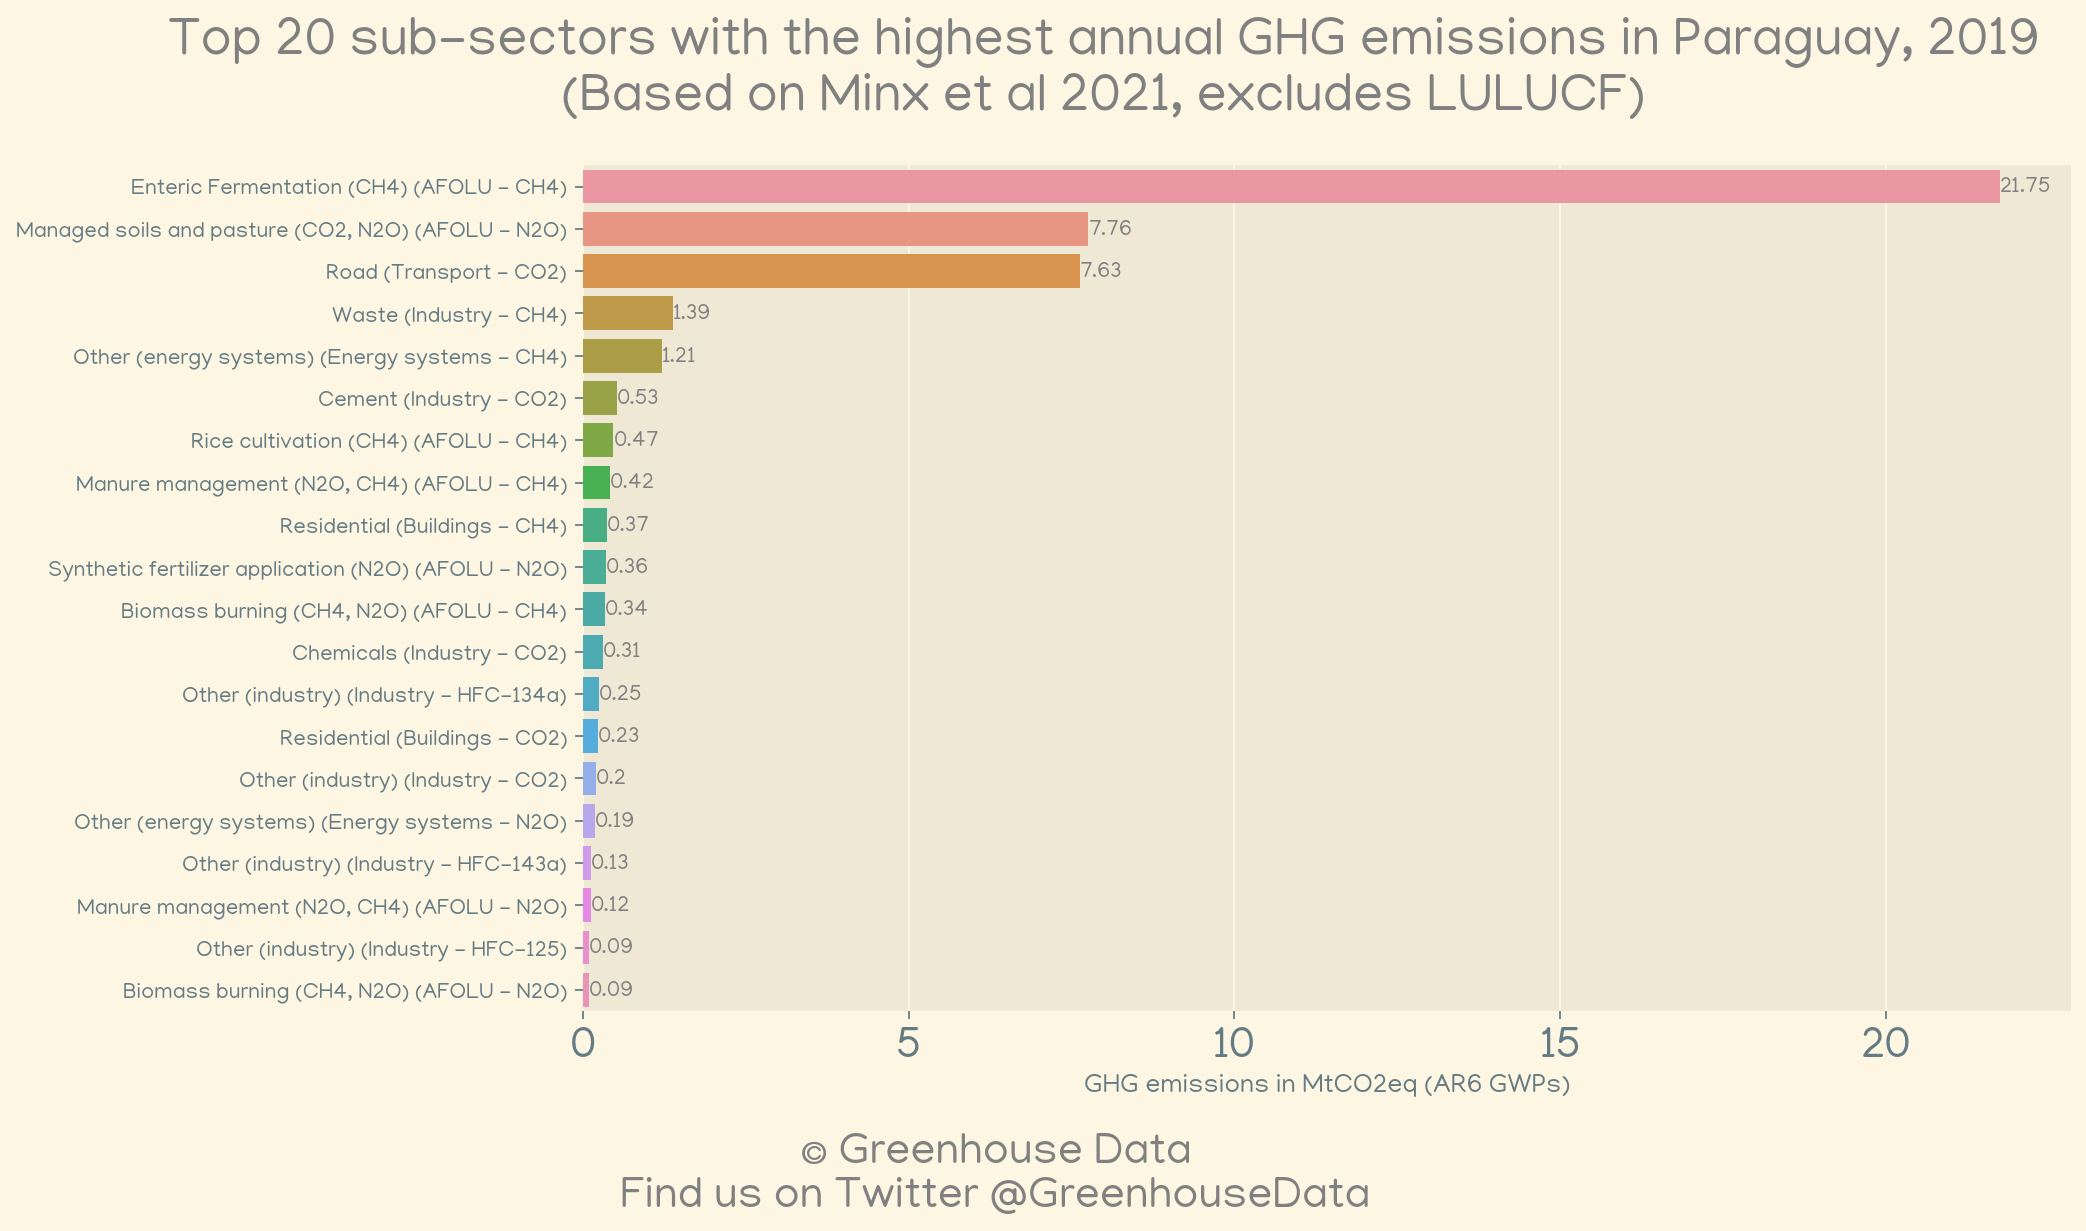 Top 20 sub-sectors with the highest annual GHG emissions in Paraguay, 2019
(Based on Minx et al 2021, excludes LULUCF)
Enteric Fermentation (CH4) (AFOLU - CH4) 21.75
Managed soils and pasture (CO2, N2O) (AFOLU - N2O) 7.76
Road (Transport - CO2) 7.63
Waste (Industry - CH4) 1.39
Other (energy systems) (Energy systems - CH4) 1.21
Cement (Industry - CO2) 0.53
Rice cultivation (CH4) (AFOLU - CH4) 0.47
Manure management (N2O, CH4) (AFOLU - CH4) 0.42
Residential (Buildings - CH4) 0.37
Synthetic fertilizer application (N2O) (AFOLU - N2O) 0.36
Biomass burning (CH4, N2O) (AFOLU - CH4) 0.34
Chemicals (Industry - CO2) 0.31
Other (industry) (Industry - HFC-134a) 0.25
Residential (Buildings - CO2) 0.23
Other (industry) (Industry - CO2) 0.2
Other (energy systems) (Energy systems - N2O) 0.19
Other (industry) (Industry - HFC-143a) 0.13
Manure management (N2O, CH4) (AFOLU - N2O) 0.12
Other (industry) (Industry - HFC-125) 0.09
Biomass burning (CH4, N2O) (AFOLU - N2O) 0.09
0 5 10 15 20
GHG emissions in MtCO2eq (AR6 GWPs)
© Greenhouse Data
Find us on Twitter @GreenhouseData